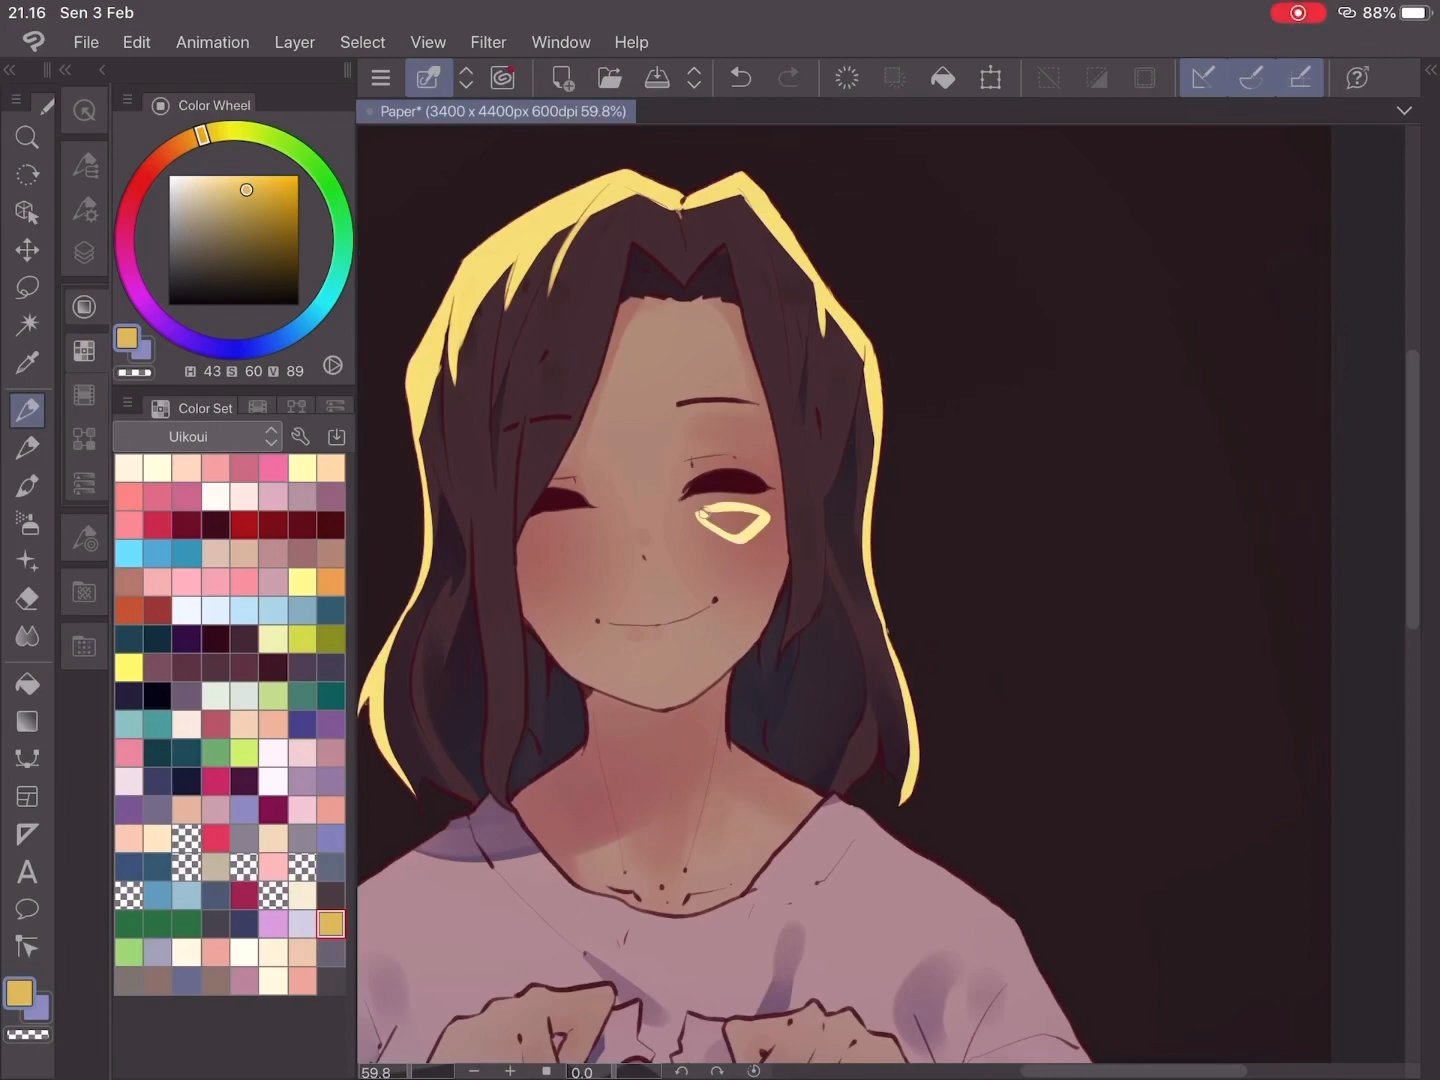 21.16 Sen 3 Feb 88%
File Edit Animation Layer Select View Filter Window Help
Paper* (3400 x 4400px 600dpi 59.8%)
Color Wheel
H 43 S 60 V 89
Color Set
Uikoui
A
59.8 0.0